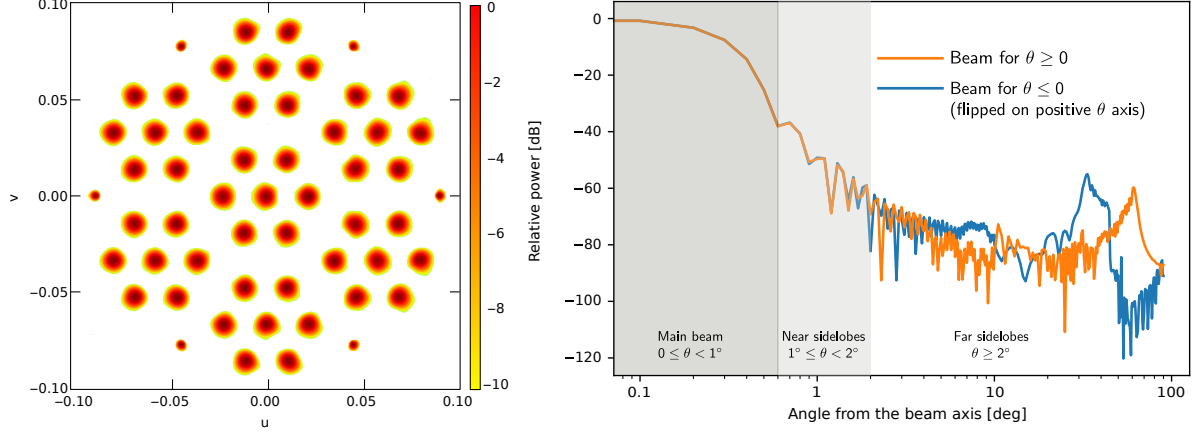 0.10
0.05
0.00
−0.05
−0.10
v
−0.10
−0.05
0.00
0.05
0.10
u
0
−2
−4
−6
−8
−10
Relative power [dB]
0
−20
−40
−60
−80
−100
−120
Beam for θ ≥ 0
Beam for θ ≤ 0
(flipped on positive θ axis)
Main beam
0 ≤ θ < 1°
Near sidelobes
1° ≤ θ < 2°
Far sidelobes
θ ≥ 2°
0.1
1
10
Angle from the beam axis [deg]